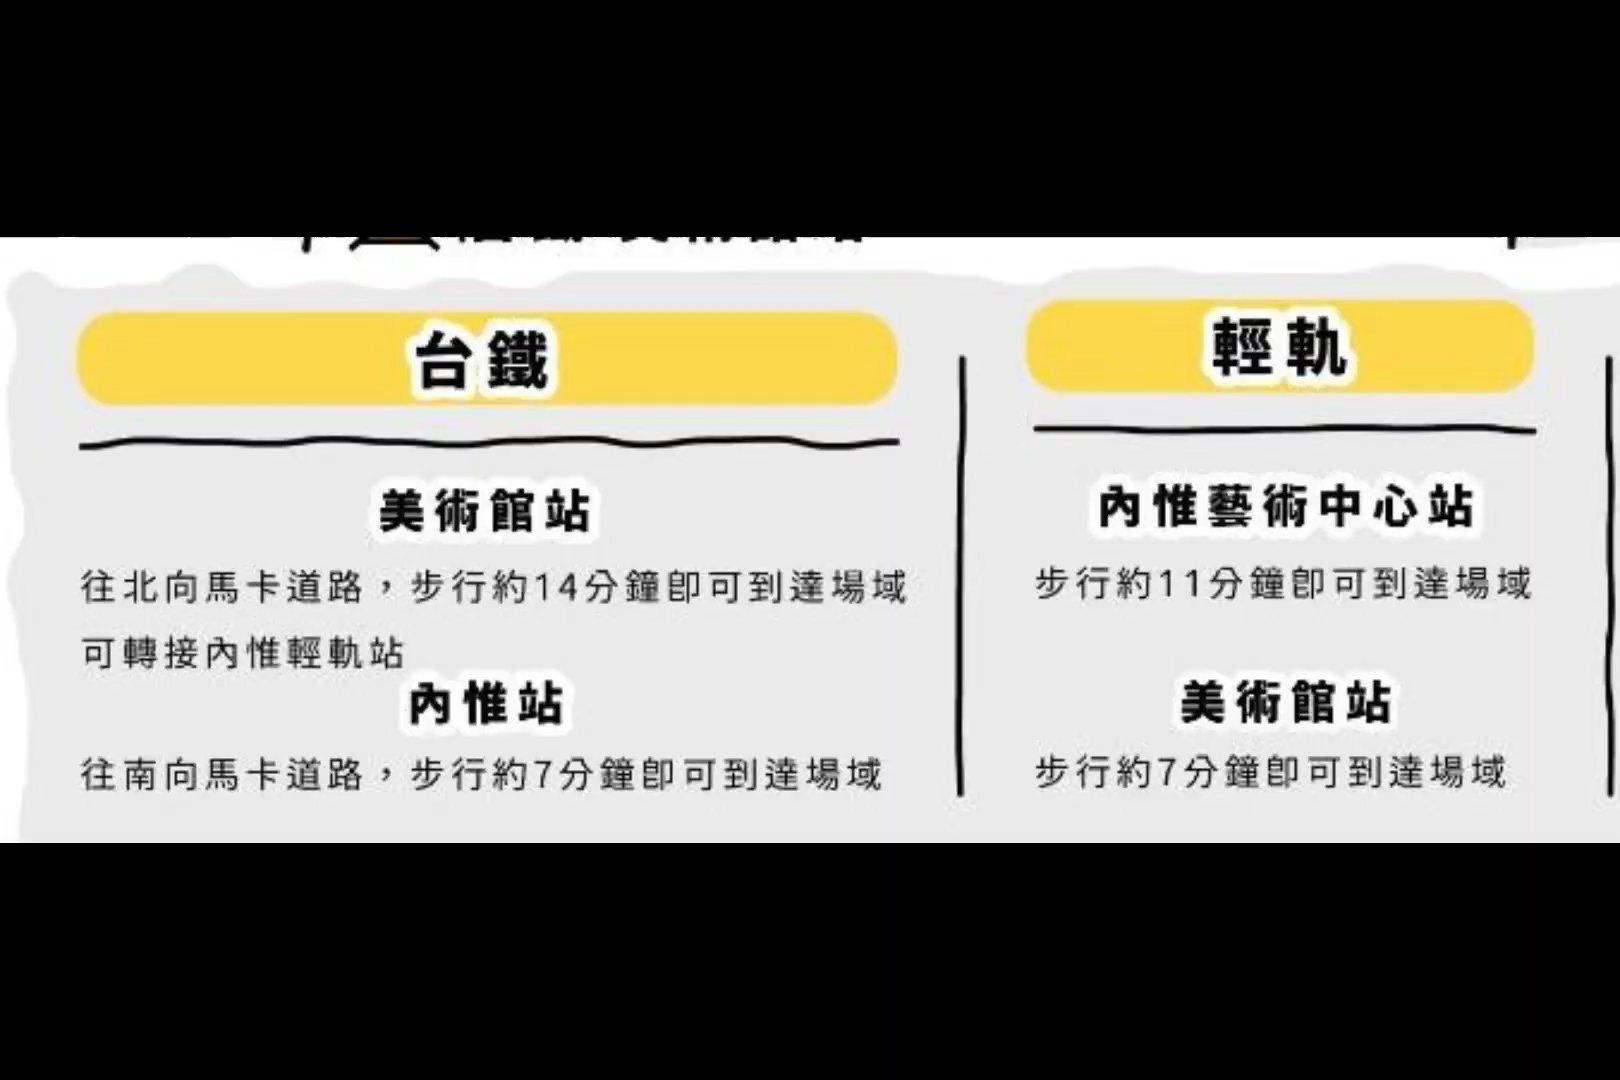 台鐵
美術館站
往北向馬卡道路，步行約14分鐘即可到達場域
可轉接內惟輕軌站
內惟站
往南向馬卡道路，步行約7分鐘即可到達場域
輕軌
內惟藝術中心站
步行約11分鐘即可到達場域
美術館站
步行約7分鐘即可到達場域